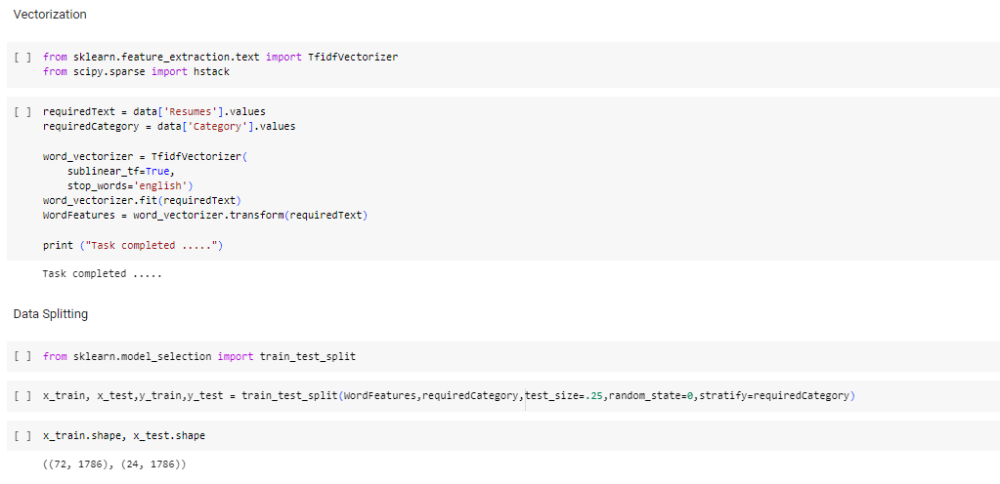 Vectorization
[ ] from sklearn.feature_extraction.text import TfidfVectorizer
from scipy.sparse import hstack
[ ] requiredText = data['Resumes'].values
requiredCategory = data['Category'].values
word_vectorizer = TfidfVectorizer(
sublinear_tf=True,
stop_words='english')
word_vectorizer.fit(requiredText)
WordFeatures = word_vectorizer.transform(requiredText)
print ("Task completed .....")
Task completed .....
Data Splitting
[ ] from sklearn.model_selection import train_test_split
[ ] x_train, x_test,y_train,y_test = train_test_split(WordFeatures,requiredCategory,test_size=.25,random_state=0,stratify=requiredCategory)
[ ] x_train.shape, x_test.shape
((72, 1786), (24, 1786))